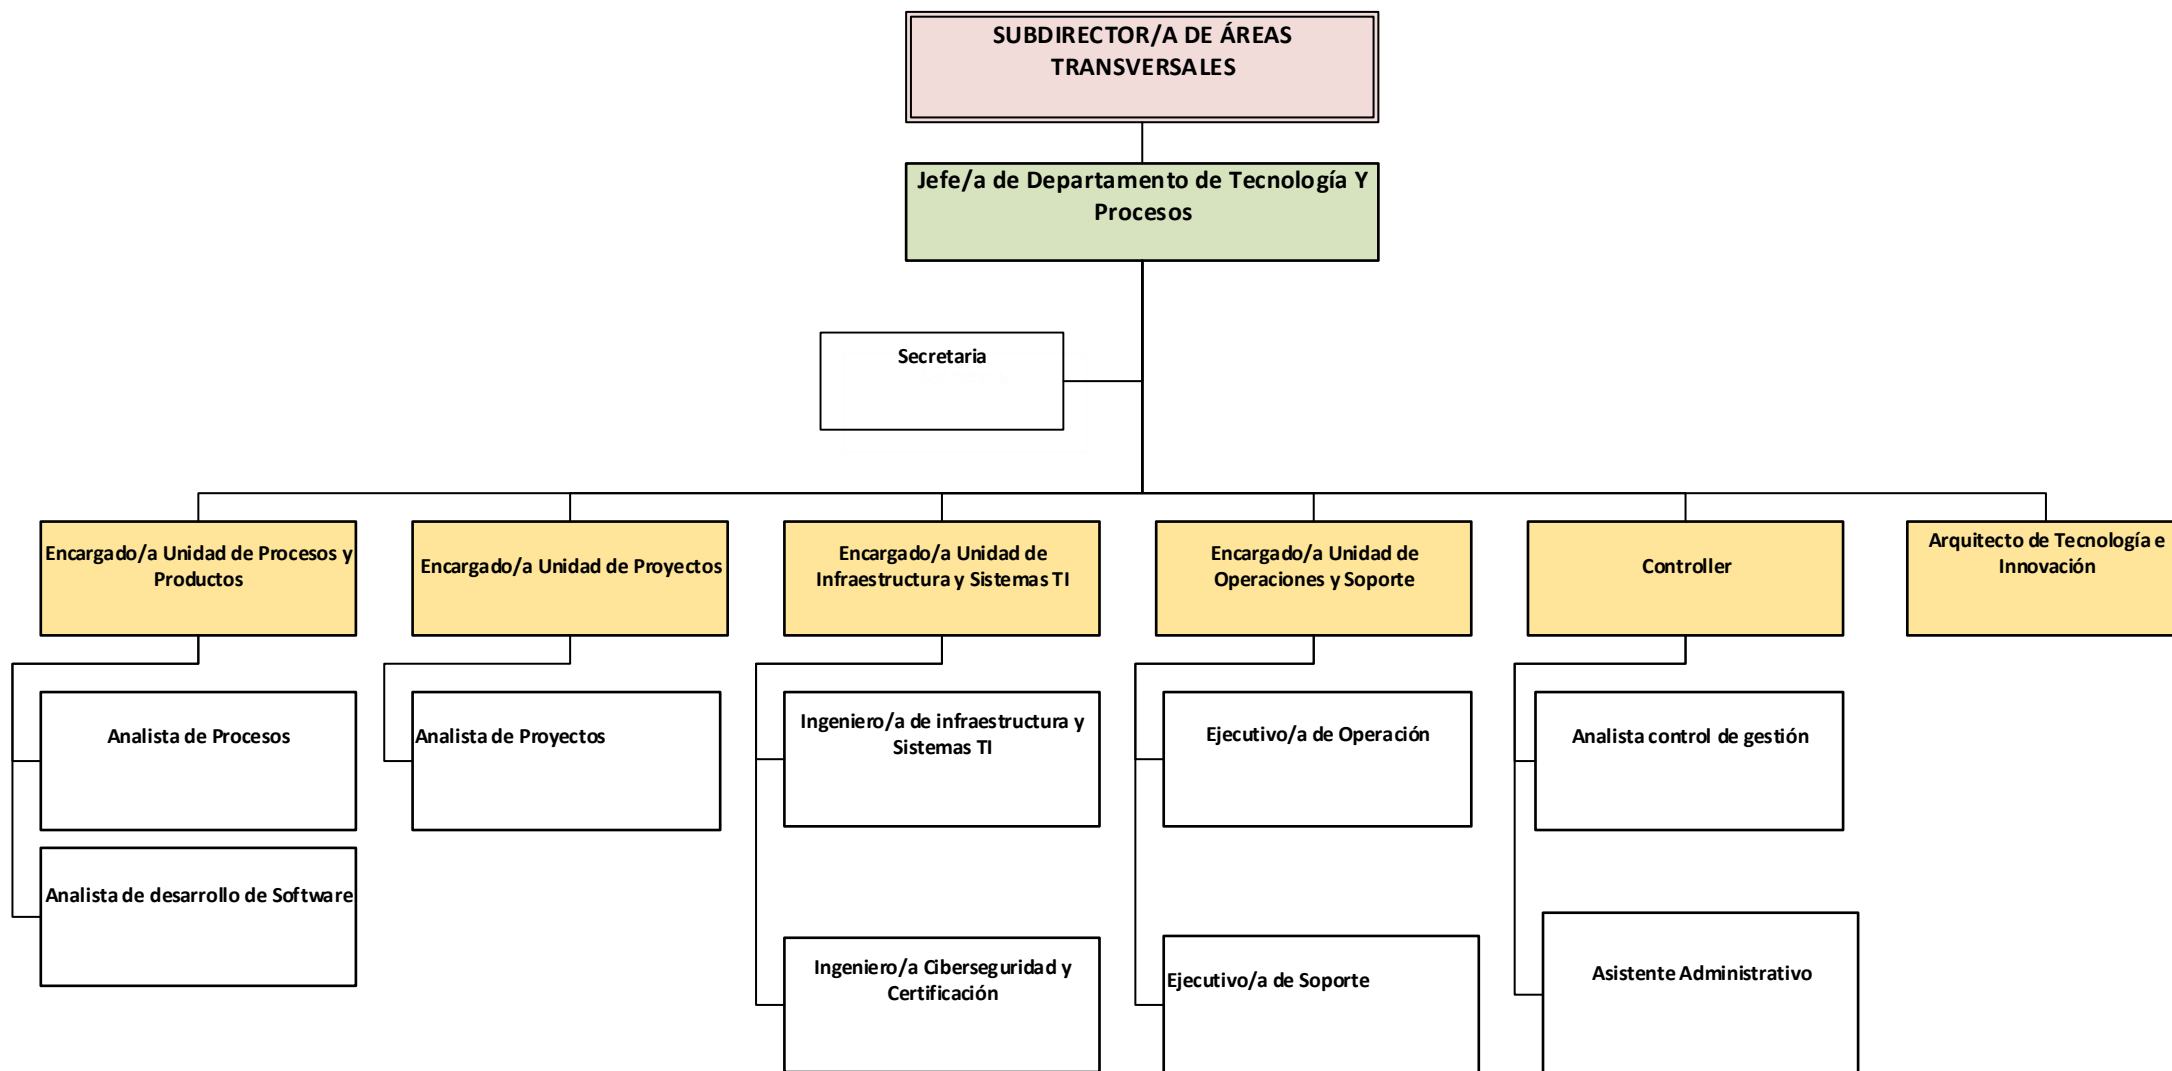 SUBDIRECTOR/A DE ÁREAS
TRANSVERSALES
Jefe/a de Departamento de Tecnología Y
Procesos
Secretaria
Encargado/a Unidad de Procesos y
Productos
Encargado/a Unidad de Proyectos
Encargado/a Unidad de
Infraestructura y Sistemas TI
Encargado/a Unidad de
Operaciones y Soporte
Controller
Arquitecto de Tecnología e
Innovación
Analista de Procesos
Analista de Proyectos
Ingeniero/a de infraestructura y
Sistemas TI
Ejecutivo/a de Operación
Analista control de gestión
Analista de desarrollo de Software
Ingeniero/a Ciberseguridad y
Certificación
Ejecutivo/a de Soporte
Asistente Administrativo